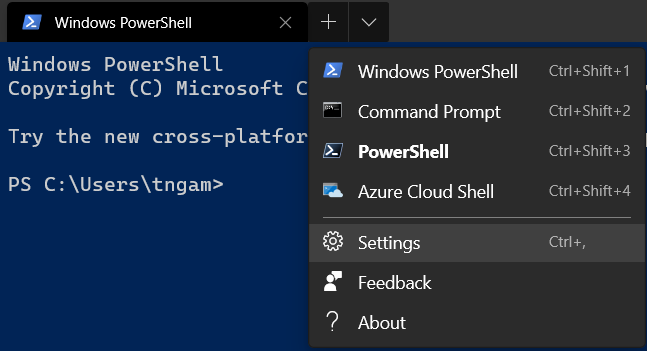 Windows PowerShell
Windows PowerShell
Copyright (C) Microsoft C
Try the new cross-platfor
PS C:\Users\tngam>
Windows PowerShell Ctrl+Shift+1
Command Prompt Ctrl+Shift+2
PowerShell Ctrl+Shift+3
Azure Cloud Shell Ctrl+Shift+4
Settings Ctrl+,
Feedback
About